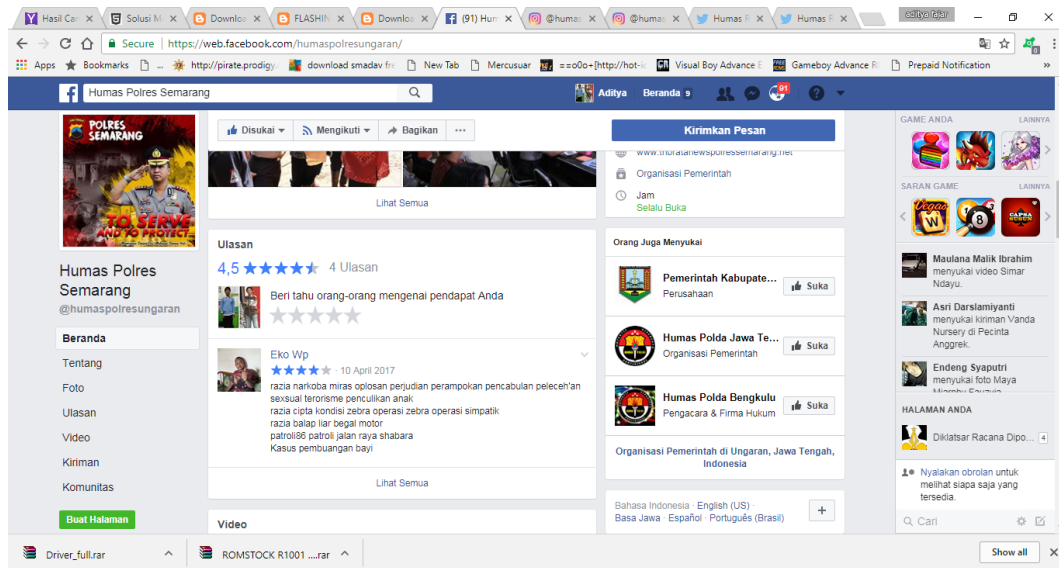 Hasil Car
Solusi M
Downloa
FLASHIN
Downloa
(91) Hum
@humas
@humas
Humas R
Humas R
aditya fajar
Secure | https://web.facebook.com/humaspolresungaran/
Apps
Bookmarks
http://pirate.prodigy.
download smadav fre
New Tab
Mercusuar
==o0o+[http://hot-ic
Visual Boy Advance E
Gameboy Advance R
Prepaid Notification
»
Humas Polres Semarang
Aditya
Beranda 9
91
POLRES
SEMARANG
TO SERVE
AND TO PROTECT
Humas Polres
Semarang
@humaspolresungaran
Beranda
Tentang
Foto
Ulasan
Video
Kiriman
Komunitas
Buat Halaman
Disukai
Mengikuti
Bagikan
...
Kirimkan Pesan
Lihat Semua
Ulasan
4,5 ★★★★★ 4 Ulasan
Beri tahu orang-orang mengenai pendapat Anda
Eko Wp
★★★★★ · 10 April 2017
razia narkoba miras oplosan perjudian perampokan pencabulan peleceh'an
sexsual terorisme penculikan anak
razia cipta kondisi zebra operasi zebra operasi simpatik
razia balap liar begal motor
patroli86 patroli jalan raya shabara
Kasus pembuangan bayi
Lihat Semua
Video
www.tribratanewspolressemarang.net
Organisasi Pemerintah
Jam
Selalu Buka
Orang Juga Menyukai
Pemerintah Kabupate...
Perusahaan
Suka
Humas Polda Jawa Te...
Organisasi Pemerintah
Suka
Humas Polda Bengkulu
Pengacara & Firma Hukum
Suka
Organisasi Pemerintah di Ungaran, Jawa Tengah,
Indonesia
Bahasa Indonesia · English (US) ·
Basa Jawa · Español · Português (Brasil)
GAME ANDA
LAINNYA
SARAN GAME
LAINNYA
Vegas
W
8
CAPSA
SUSUN
Maulana Malik Ibrahim
menyukai video Simar
Ndayu.
Asri Darslamiyanti
menyukai kiriman Vanda
Nursery di Pecinta
Anggrek.
Endeng Syaputri
menyukai foto Maya
HALAMAN ANDA
Diklatsar Racana Dipo...
4
Nyalakan obrolan untuk
melihat siapa saja yang
tersedia.
Cari
Driver_full.rar
ROMSTOCK R1001 ....rar
Show all